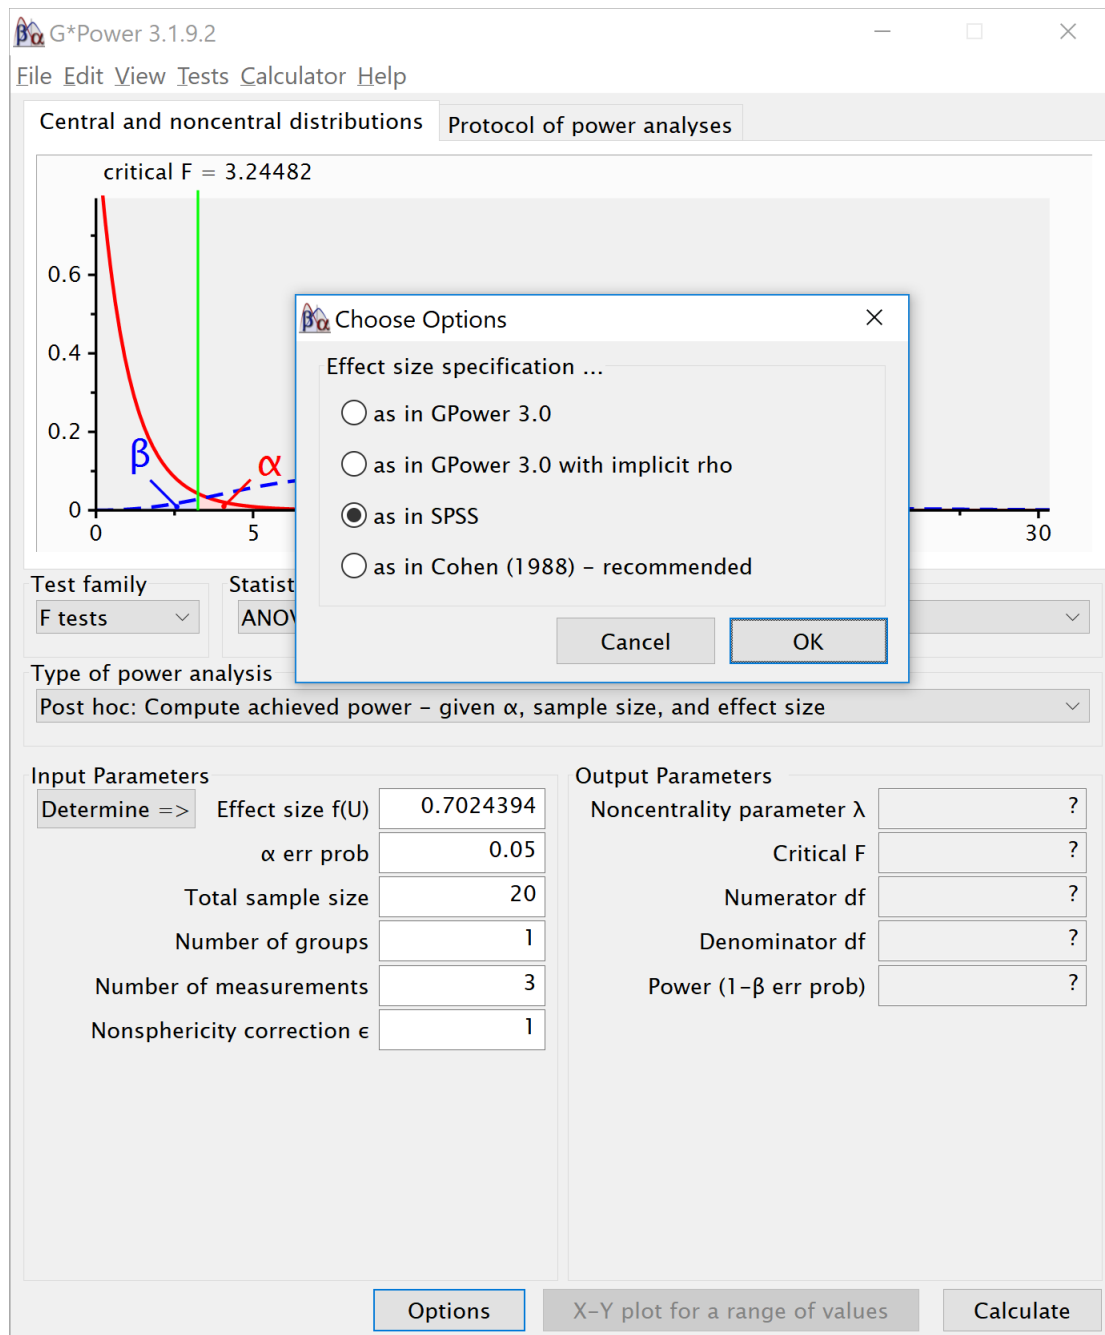 G*Power 3.1.9.2
File Edit View Tests Calculator Help
Central and noncentral distributions Protocol of power analyses
critical F = 3.24482
0.6
0.4
0.2
0
β
α
0 5 30
Choose Options
Effect size specification ...
as in GPower 3.0
as in GPower 3.0 with implicit rho
as in SPSS
as in Cohen (1988) – recommended
Cancel OK
Test family Statist
F tests ANOV
Type of power analysis
Post hoc: Compute achieved power – given α, sample size, and effect size
Input Parameters
Determine => Effect size f(U) 0.7024394
α err prob 0.05
Total sample size 20
Number of groups 1
Number of measurements 3
Nonsphericity correction ϵ 1
Output Parameters
Noncentrality parameter λ ?
Critical F ?
Numerator df ?
Denominator df ?
Power (1–β err prob) ?
Options X–Y plot for a range of values Calculate